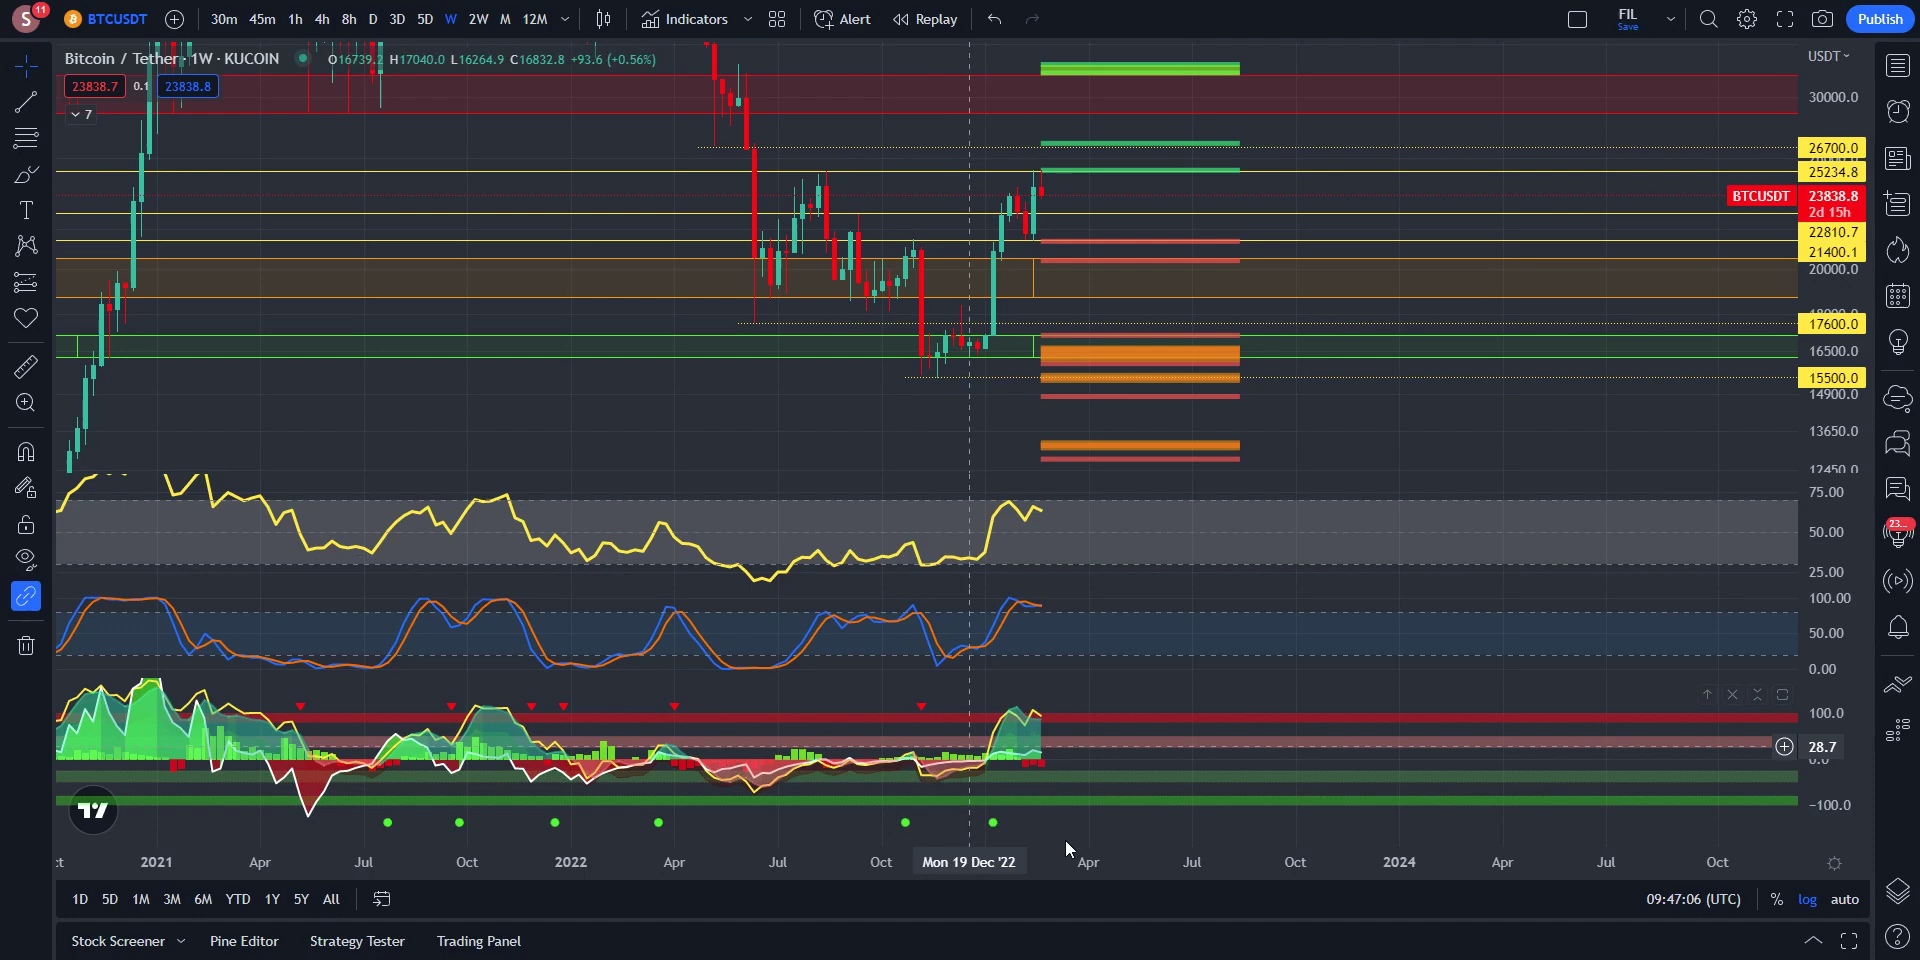 S
11
BTCUSDT
30m 45m 1h 4h 8h D 3D 5D W 2W M 12M
Indicators
Alert
Replay
FIL
Save
Publish
Bitcoin / Tether · 1W · KUCOIN
O16739.2 H17040.0 L16264.9 C16832.8 +93.6 (+0.56%)
23838.7 0.1 23838.8
7
USDT
30000.0
26700.0
25234.8
BTCUSDT 23838.8
2d 15h
22810.7
21400.1
20000.0
17600.0
16500.0
15500.0
14900.0
13650.0
12450.0
75.00
50.00
25.00
100.00
50.00
0.00
100.0
28.7
0.0
−100.0
2021 Apr Jul Oct 2022 Apr Jul Oct Mon 19 Dec '22 Apr Jul Oct 2024 Apr Jul Oct
1D 5D 1M 3M 6M YTD 1Y 5Y All
09:47:06 (UTC) % log auto
Stock Screener Pine Editor Strategy Tester Trading Panel